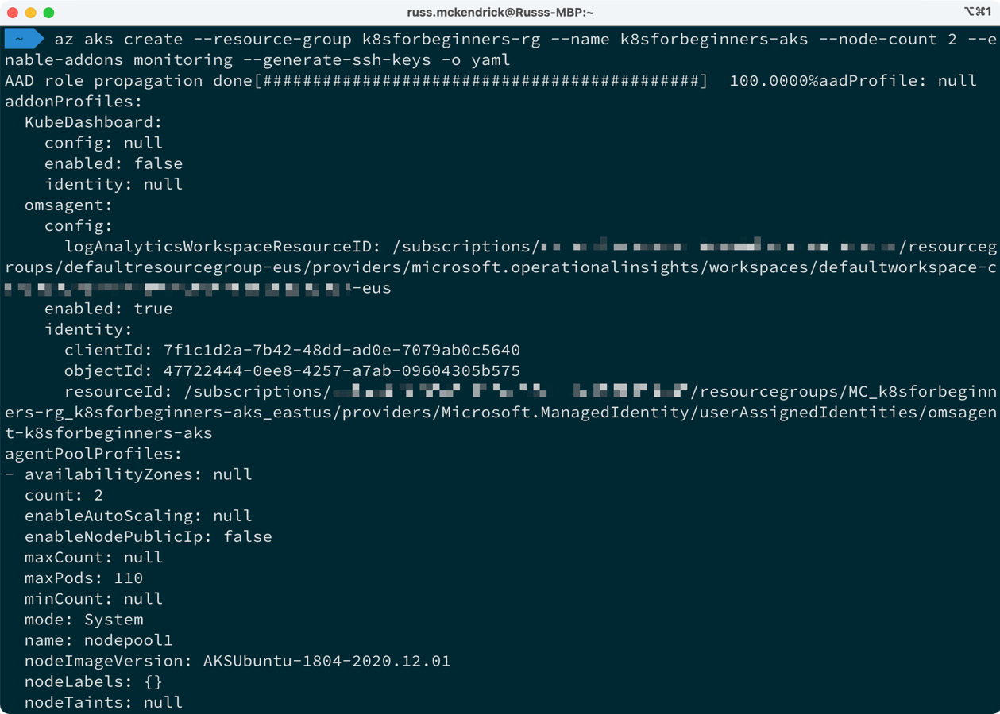 russ.mckendrick@Russs-MBP:~
⌥⌘1
~ az aks create --resource-group k8sforbeginners-rg --name k8sforbeginners-aks --node-count 2 --e
nable-addons monitoring --generate-ssh-keys -o yaml
AAD role propagation done[############################################]  100.0000%aadProfile: null
addonProfiles:
  KubeDashboard:
    config: null
    enabled: false
    identity: null
  omsagent:
    config:
      logAnalyticsWorkspaceResourceID: /subscriptions/ /resourceg
roups/defaultresourcegroup-eus/providers/microsoft.operationalinsights/workspaces/defaultworkspace-c
-eus
    enabled: true
    identity:
      clientId: 7f1c1d2a-7b42-48dd-ad0e-7079ab0c5640
      objectId: 47722444-0ee8-4257-a7ab-09604305b575
      resourceId: /subscriptions/ /resourcegroups/MC_k8sforbeginn
ers-rg_k8sforbeginners-aks_eastus/providers/Microsoft.ManagedIdentity/userAssignedIdentities/omsagen
t-k8sforbeginners-aks
agentPoolProfiles:
- availabilityZones: null
  count: 2
  enableAutoScaling: null
  enableNodePublicIp: false
  maxCount: null
  maxPods: 110
  minCount: null
  mode: System
  name: nodepool1
  nodeImageVersion: AKSUbuntu-1804-2020.12.01
  nodeLabels: {}
  nodeTaints: null